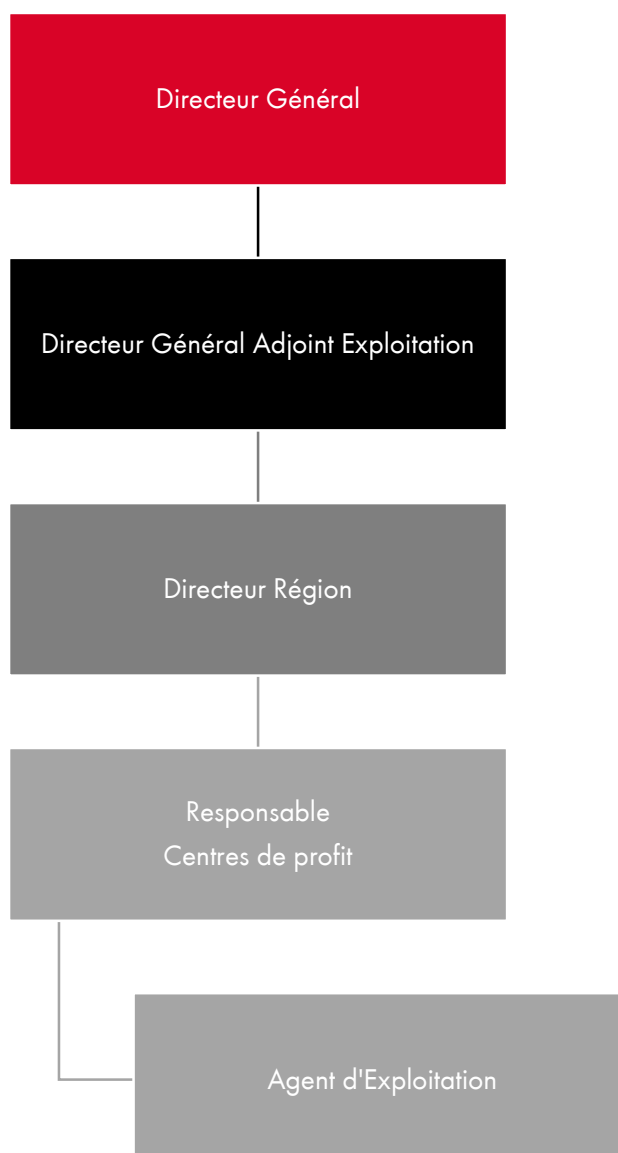 Directeur Général
Directeur Général Adjoint Exploitation
Directeur Région
Responsable
Centres de profit
Agent d'Exploitation